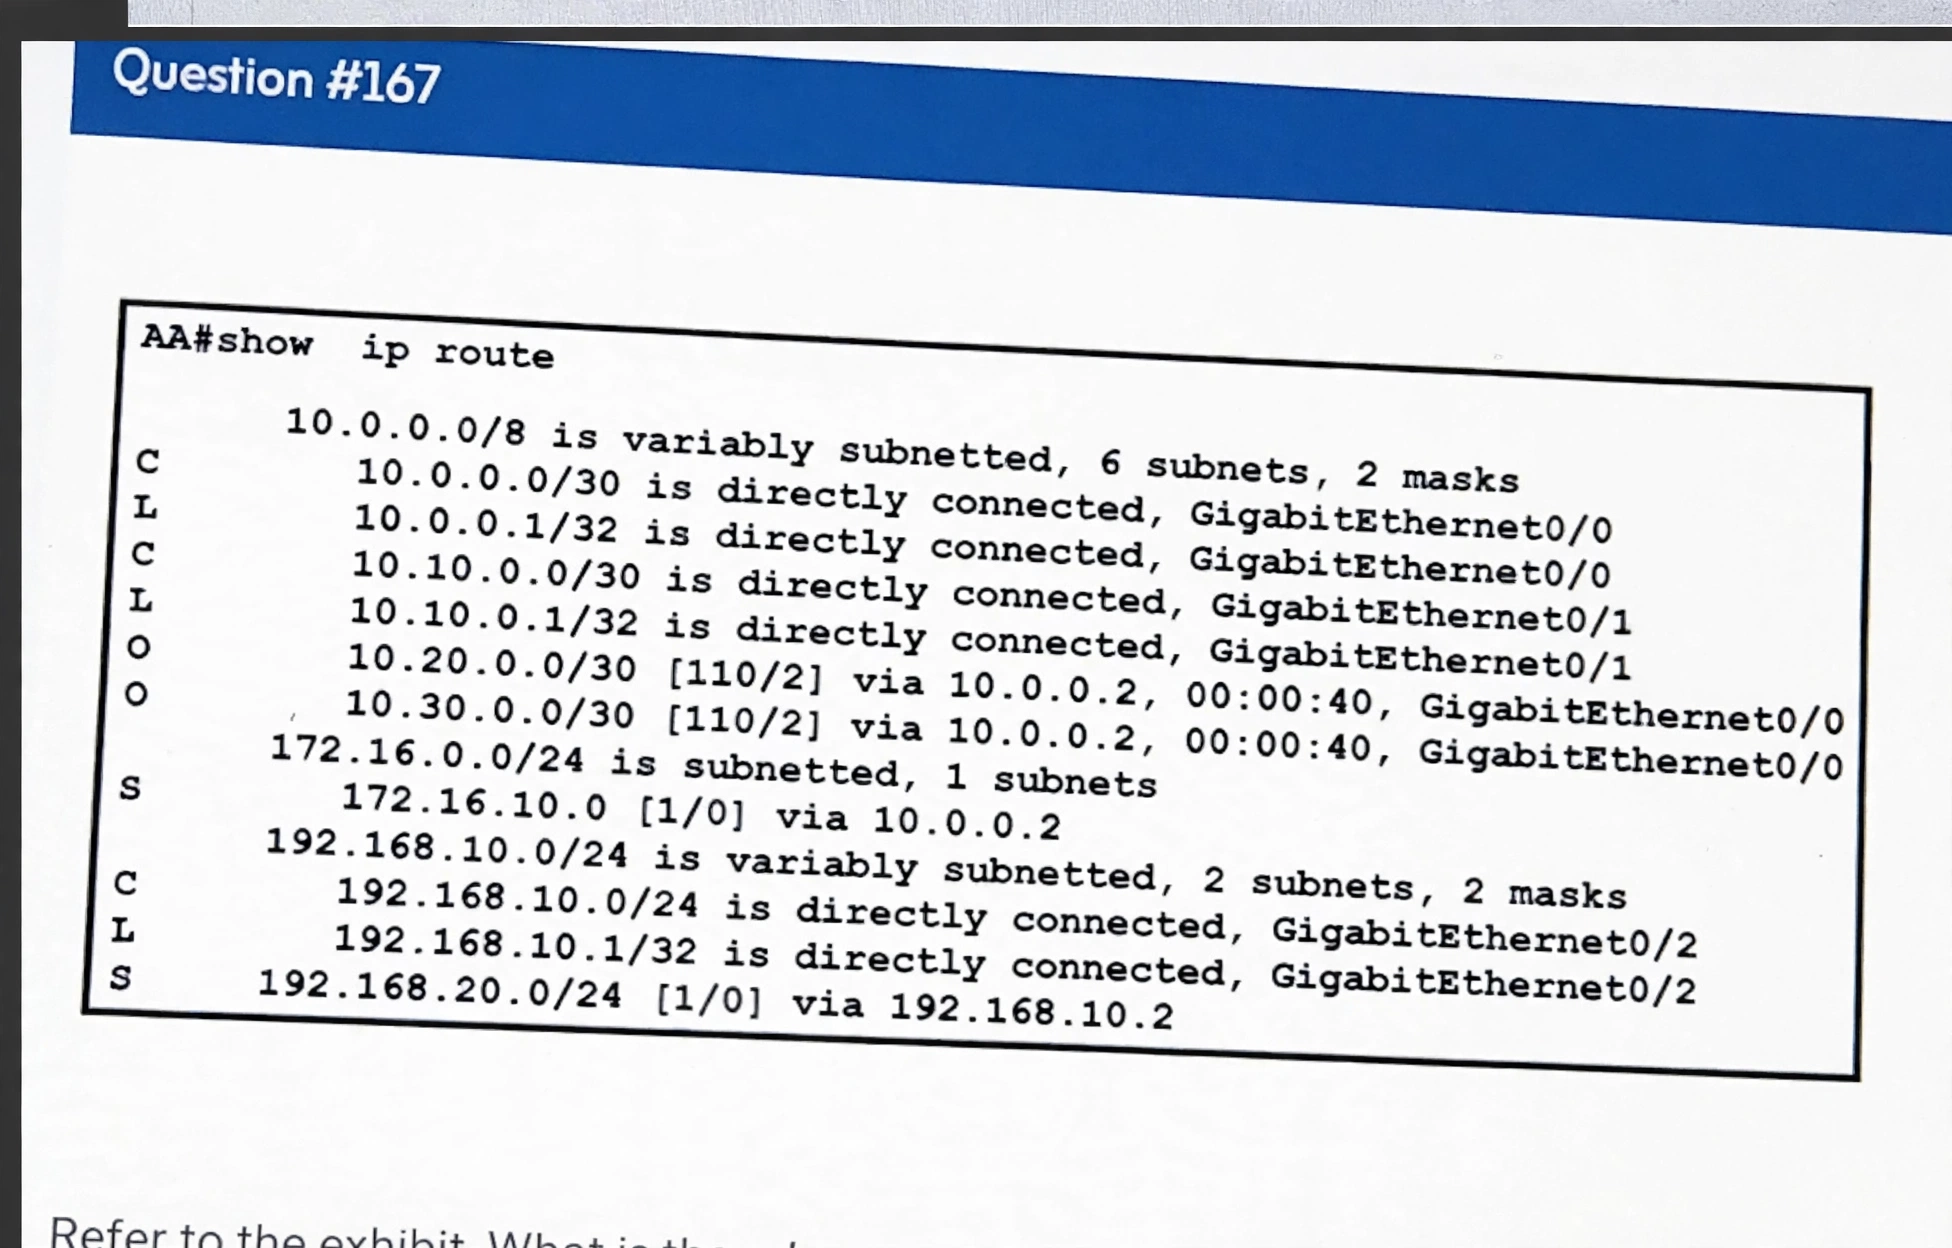 Question #167
AA#show ip route
10.0.0.0/8 is variably subnetted, 6 subnets, 2 masks
C 10.0.0.0/30 is directly connected, GigabitEthernet0/0
L 10.0.0.1/32 is directly connected, GigabitEthernet0/0
C 10.10.0.0/30 is directly connected, GigabitEthernet0/1
L 10.10.0.1/32 is directly connected, GigabitEthernet0/1
O 10.20.0.0/30 [110/2] via 10.0.0.2, 00:00:40, GigabitEthernet0/0
O 10.30.0.0/30 [110/2] via 10.0.0.2, 00:00:40, GigabitEthernet0/0
172.16.0.0/24 is subnetted, 1 subnets
S 172.16.10.0 [1/0] via 10.0.0.2
192.168.10.0/24 is variably subnetted, 2 subnets, 2 masks
C 192.168.10.0/24 is directly connected, GigabitEthernet0/2
L 192.168.10.1/32 is directly connected, GigabitEthernet0/2
S 192.168.20.0/24 [1/0] via 192.168.10.2
Refer to the exhibit. What is the